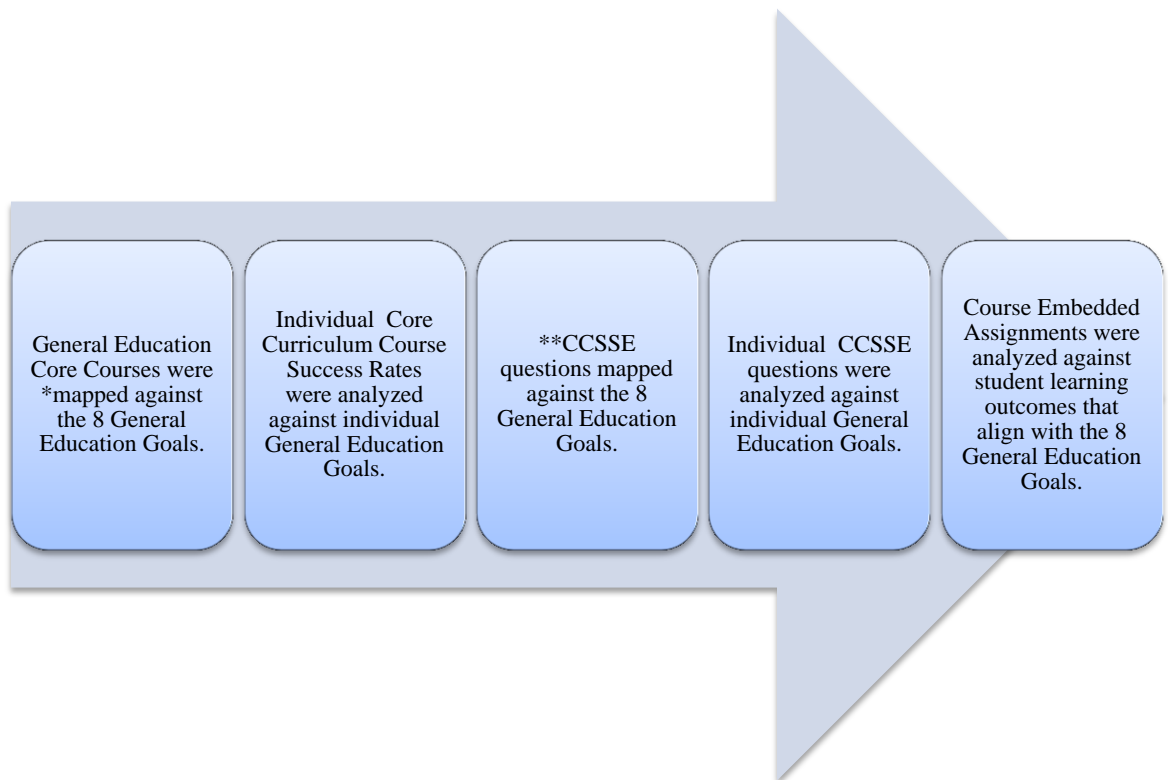 General Education
Core Courses were
*mapped against
the 8 General
Education Goals.
Individual  Core
Curriculum Course
Success Rates
were analyzed
against individual
General Education
Goals.
**CCSSE
questions mapped
against the 8
General Education
Goals.
Individual  CCSSE
questions were
analyzed against
individual General
Education Goals.
Course Embedded
Assignments were
analyzed against
student learning
outcomes that
align with the 8
General Education
Goals.